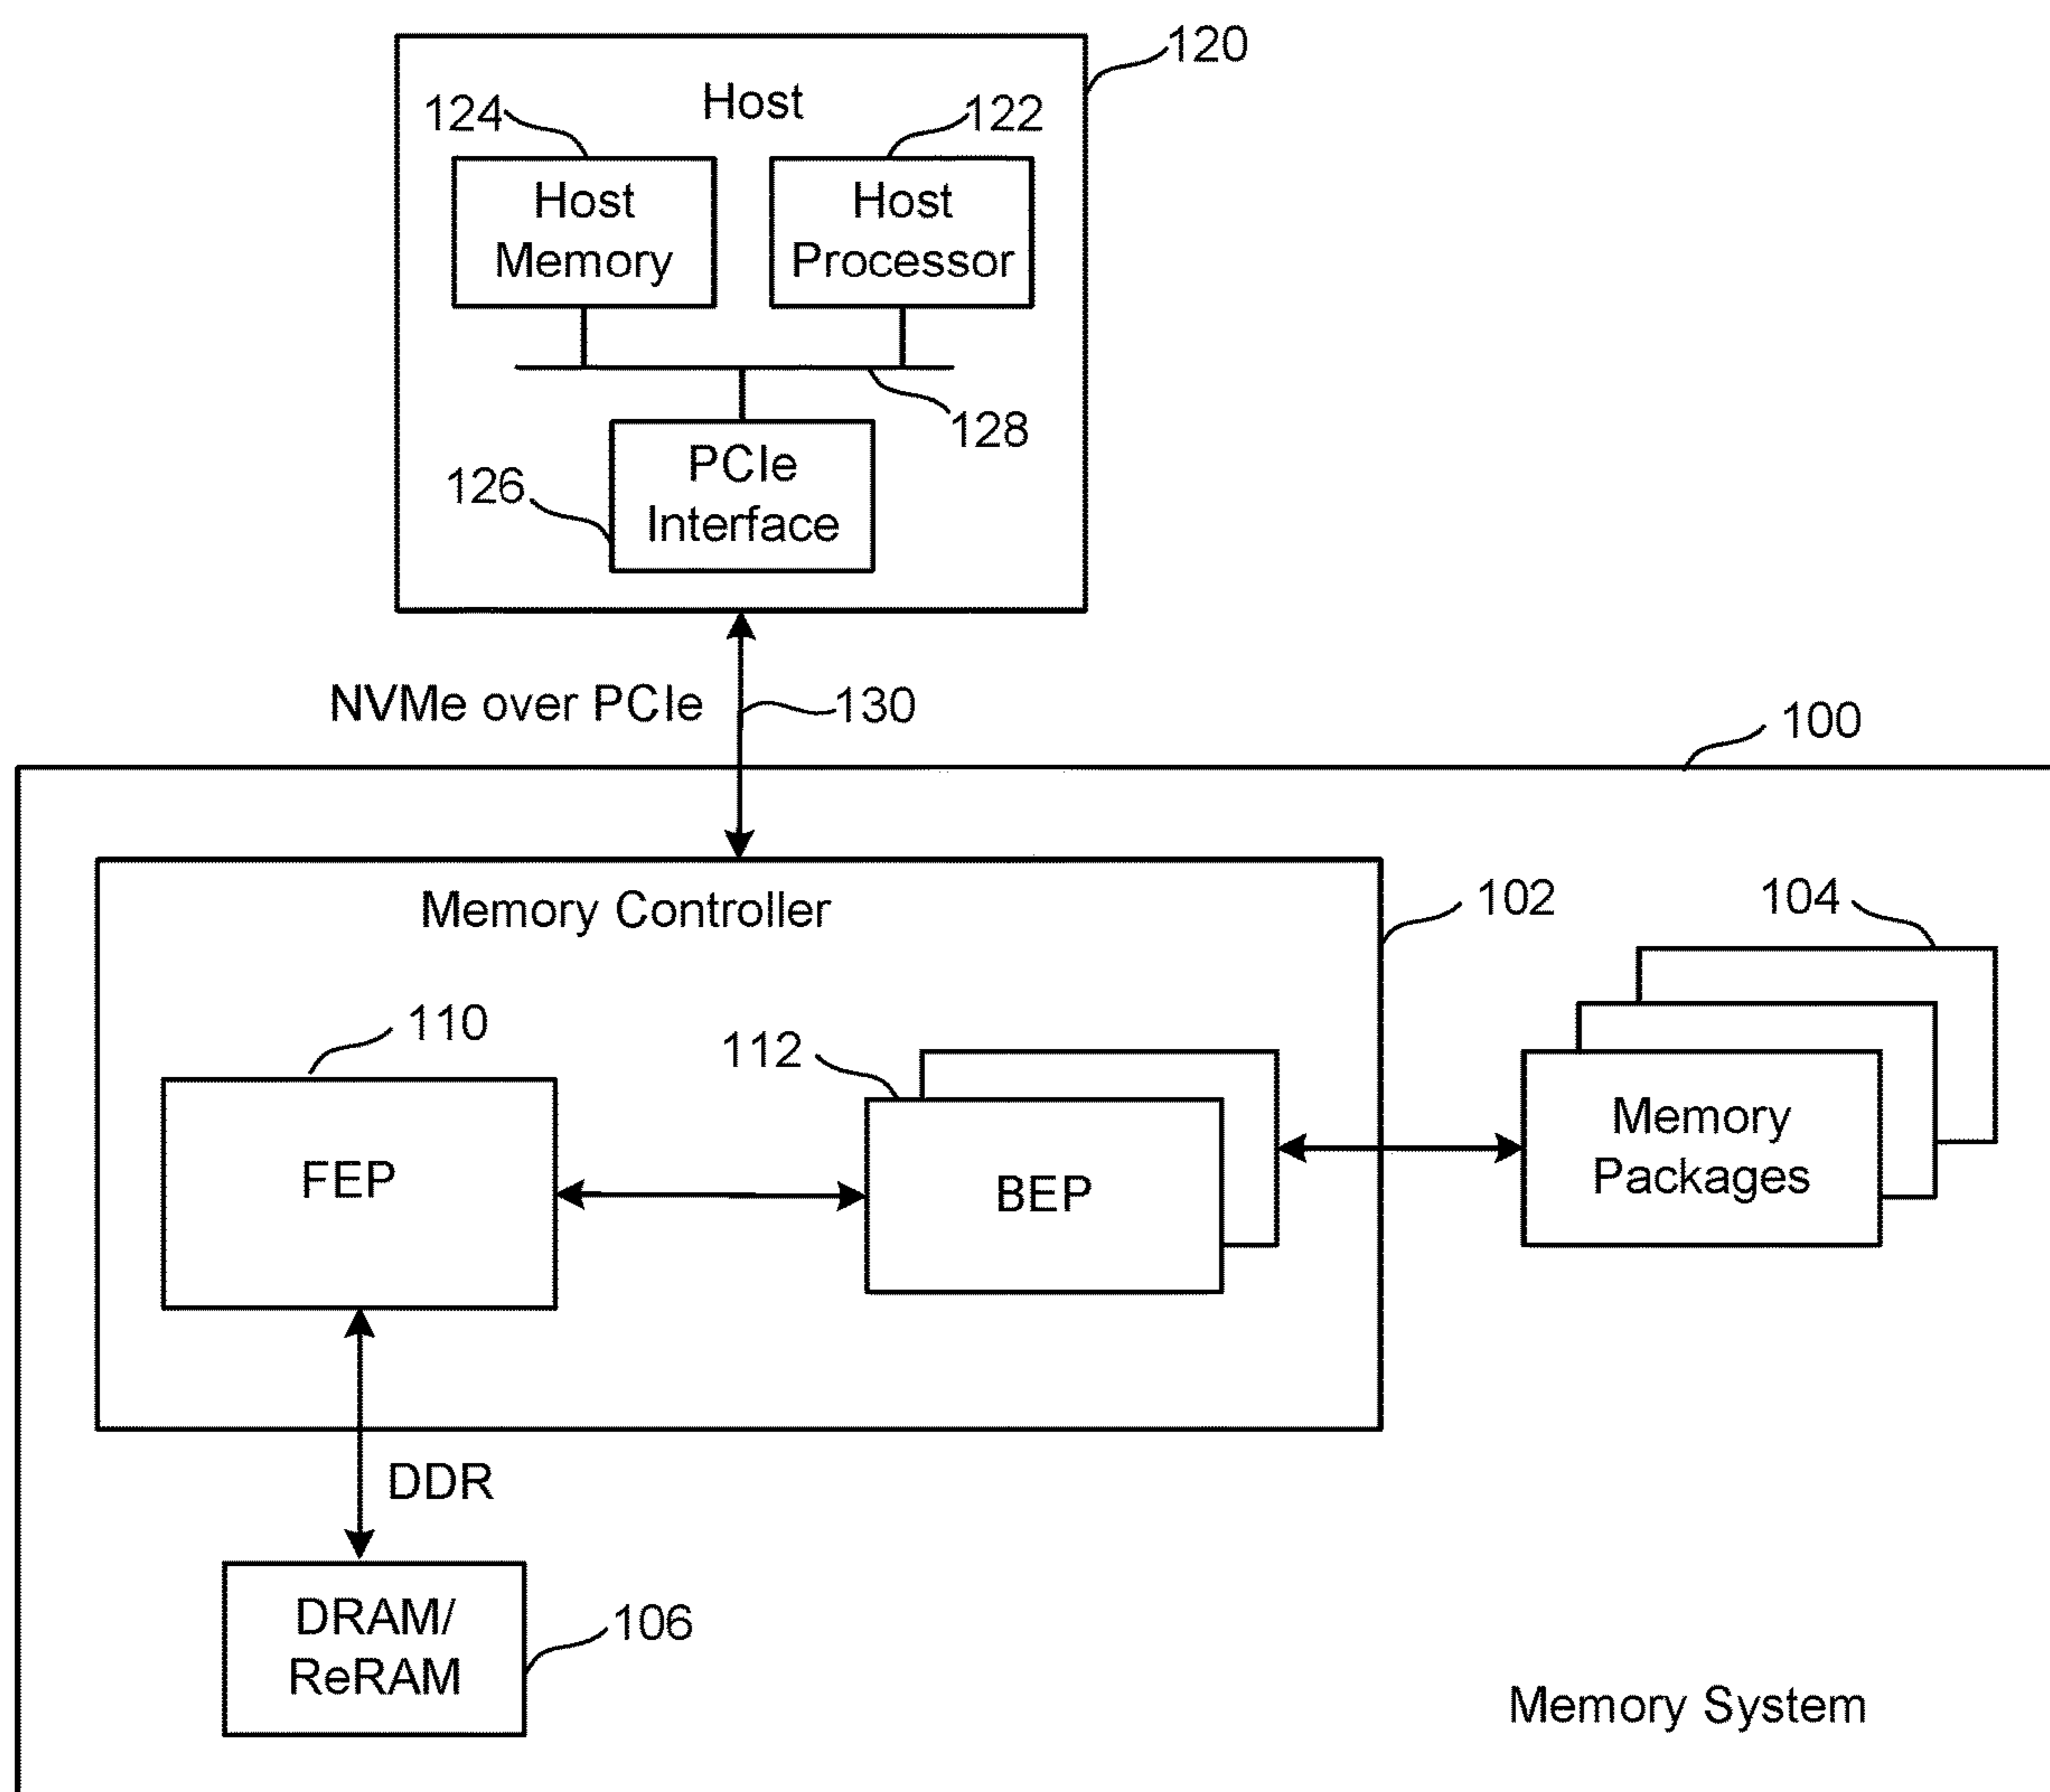 120
Host
124
122
Host
Memory
Host
Processor
128
PCIe
Interface
126
NVMe over PCIe
130
100
Memory Controller
102
104
110
112
FEP
BEP
Memory
Packages
DDR
DRAM/
ReRAM
106
Memory System